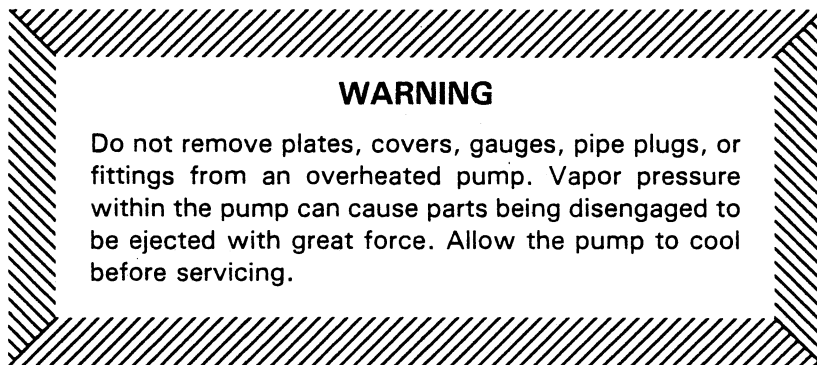 WARNING
Do not remove plates, covers, gauges, pipe plugs, or
fittings from an overheated pump. Vapor pressure
within the pump can cause parts being disengaged to
be ejected with great force. Allow the pump to cool
before servicing.